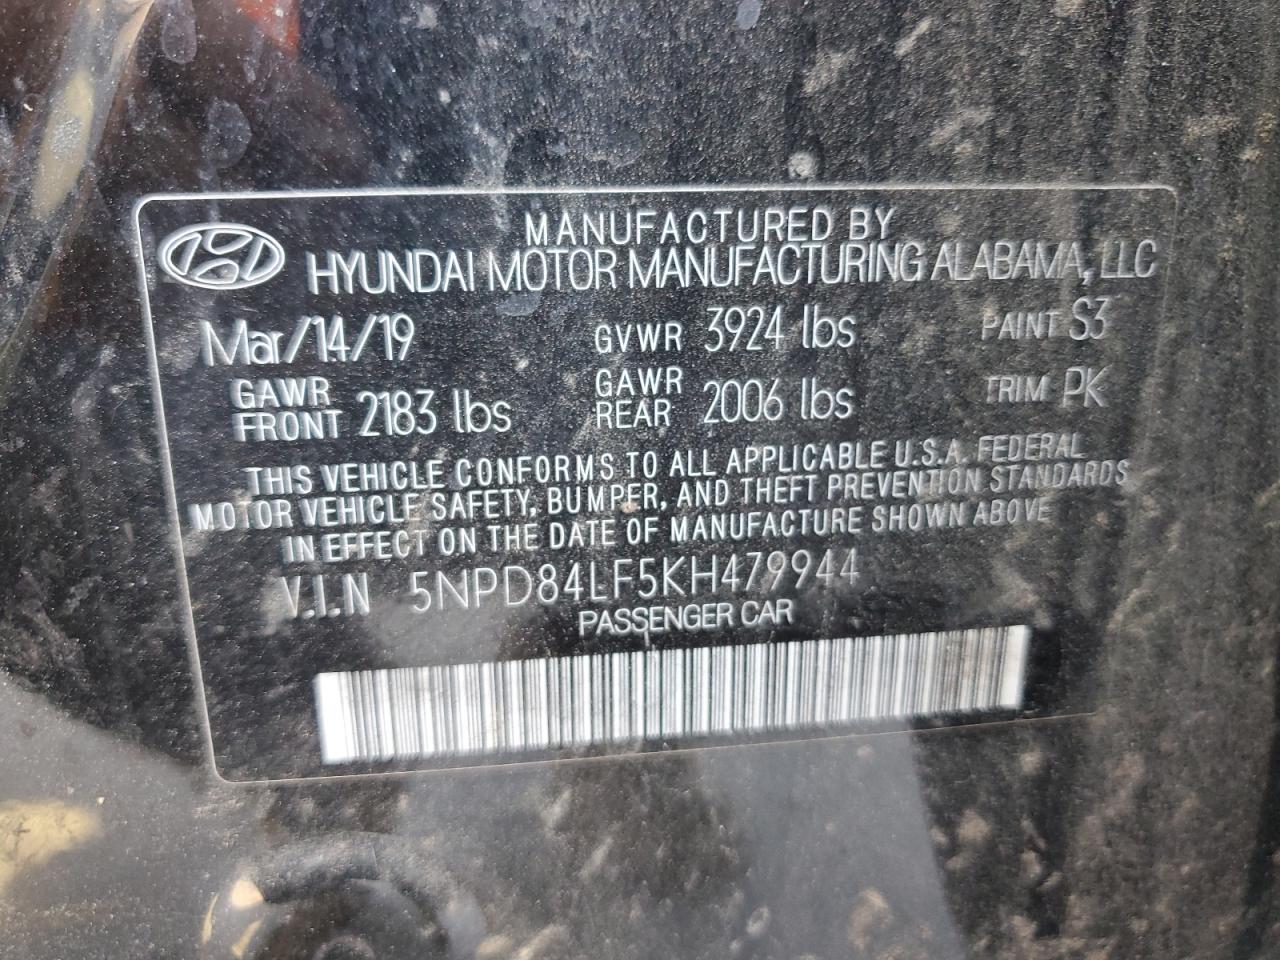 MANUFACTURED BY
HYUNDAI MOTOR MANUFACTURING ALABAMA, LLC
Mar/14/19 GVWR 3924 lbs PAINT S3
GAWR FRONT 2183 lbs GAWR REAR 2006 lbs TRIM PK
THIS VEHICLE CONFORMS TO ALL APPLICABLE U.S.A. FEDERAL
MOTOR VEHICLE SAFETY, BUMPER, AND THEFT PREVENTION STANDARDS
IN EFFECT ON THE DATE OF MANUFACTURE SHOWN ABOVE
V.I.N 5NPD84LF5KH479944
PASSENGER CAR